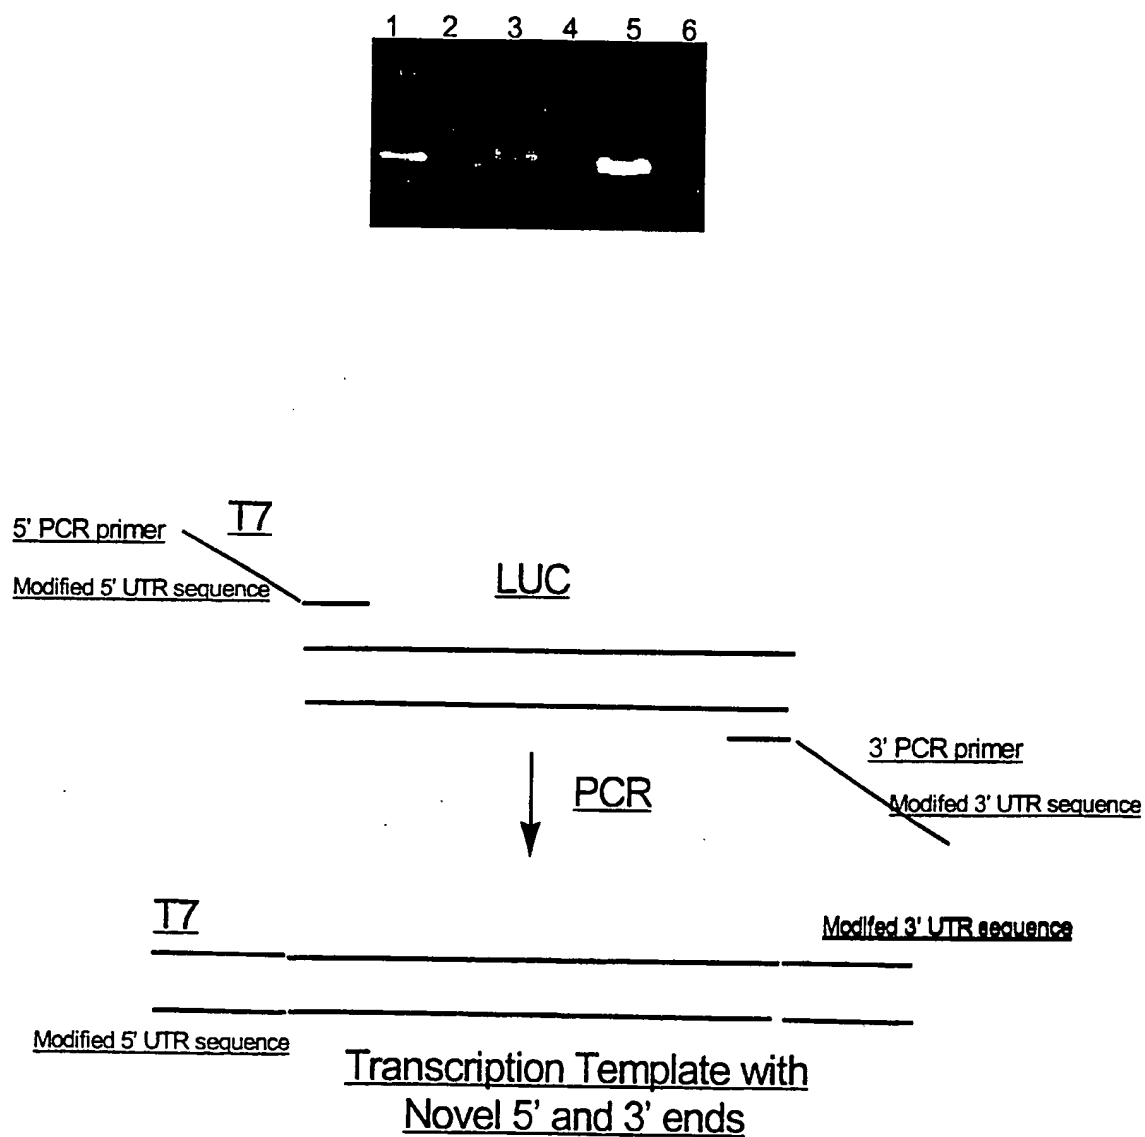 1 2 3 4 5 6
T7
5' PCR primer
Modified 5' UTR sequence
LUC
3' PCR primer
PCR
Modifed 3' UTR sequence
T7
Modifed 3' UTR sequence
Modified 5' UTR sequence
Transcription Template with
Novel 5' and 3' ends